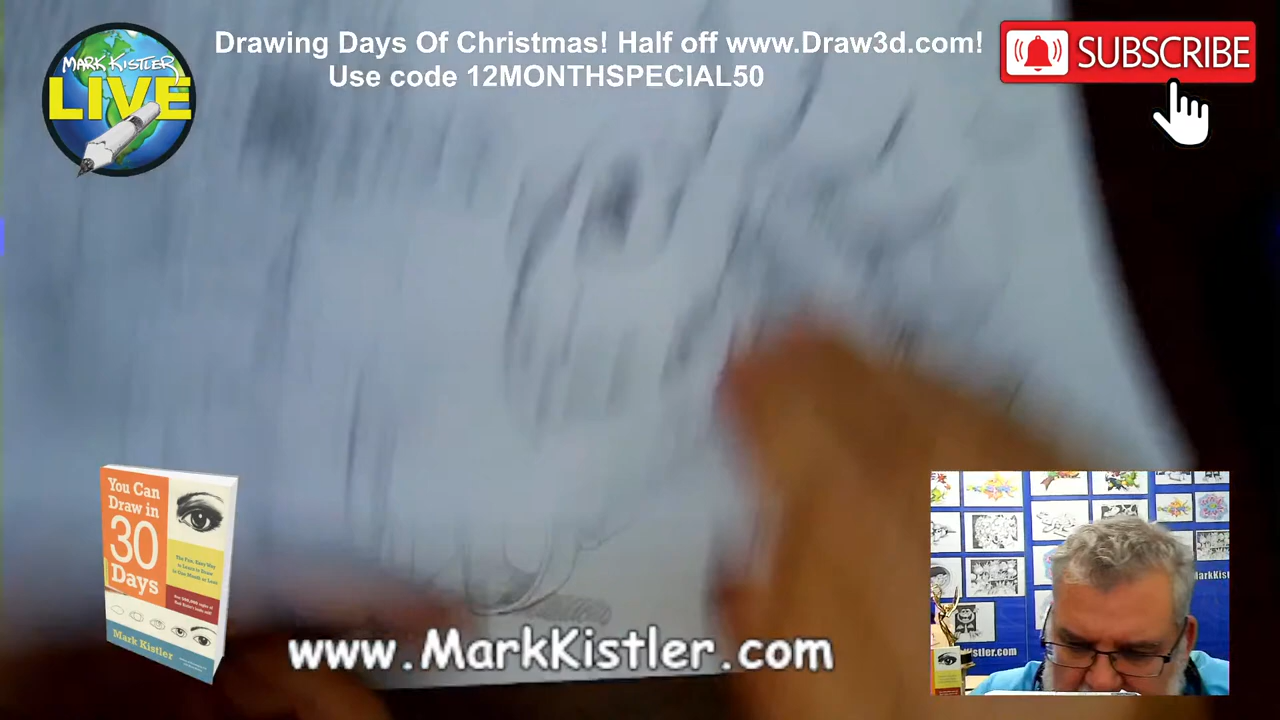 MARK KISTLER
LIVE
Drawing Days Of Christmas! Half off www.Draw3d.com!
Use code 12MONTHSPECIAL50
SUBSCRIBE
You Can
Draw in
30
Days
Mark Kistler
www.MarkKistler.com